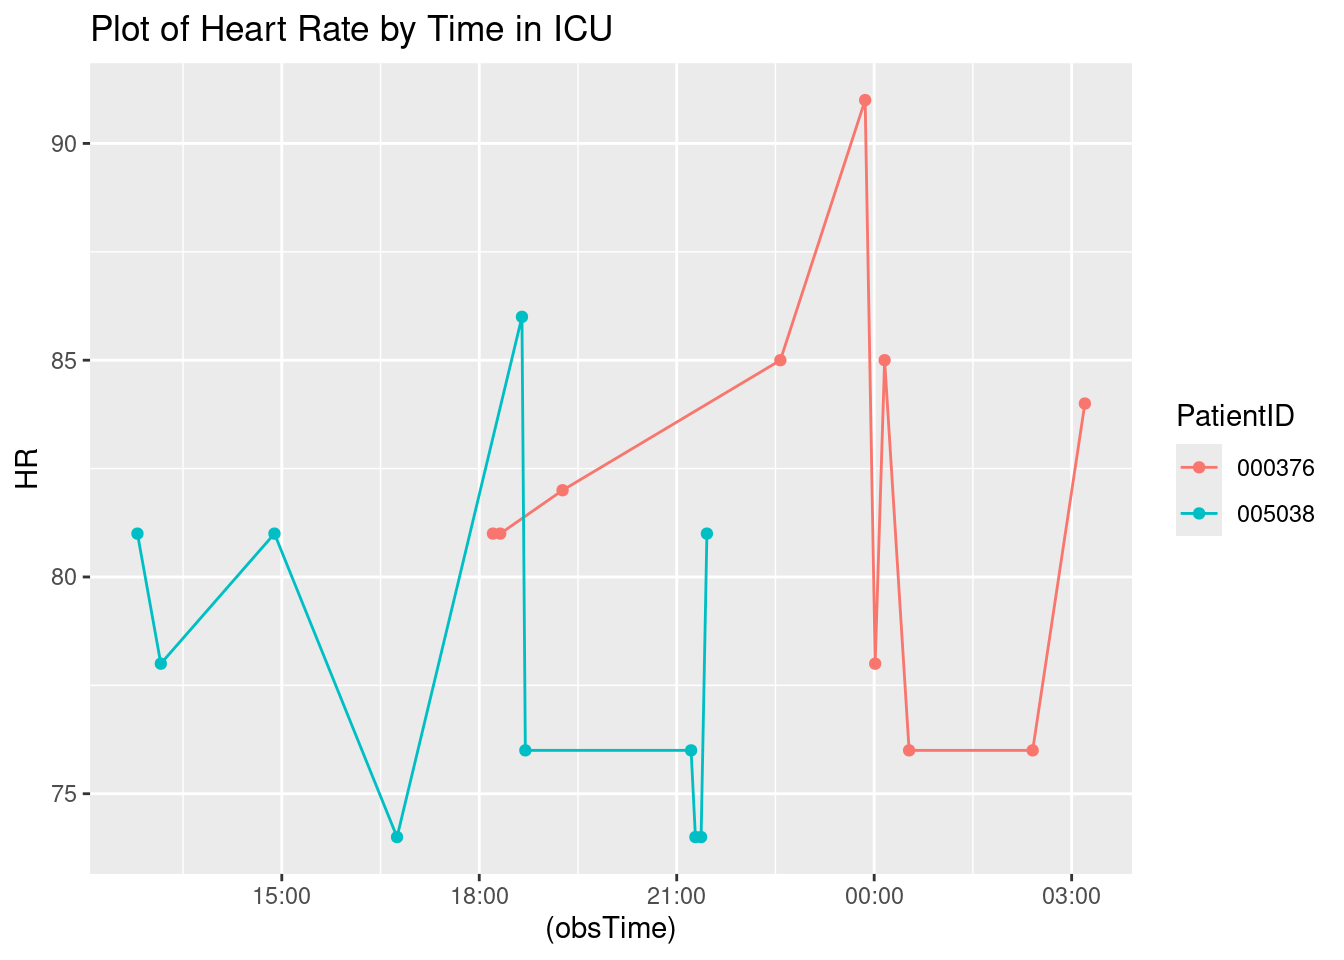 Plot of Heart Rate by Time in ICU
90
85
80
75
HR
15:00 18:00 21:00 00:00 03:00
(obsTime)
PatientID
000376
005038